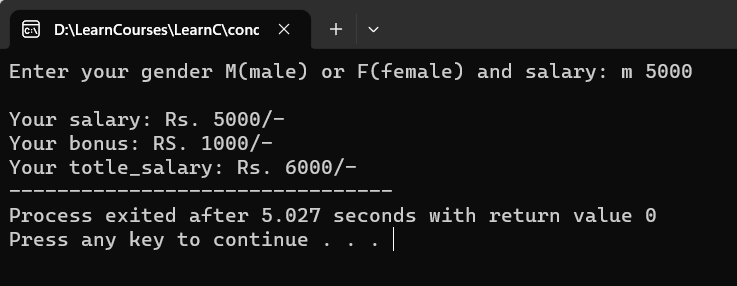 D:\LearnCourses\LearnC\conc
Enter your gender M(male) or F(female) and salary: m 5000
Your salary: Rs. 5000/-
Your bonus: RS. 1000/-
Your totle_salary: Rs. 6000/-
--------------------------------
Process exited after 5.027 seconds with return value 0
Press any key to continue . . .